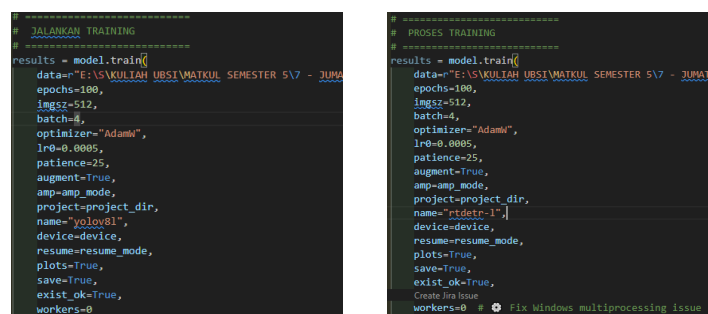 # ============================
# JALANKAN TRAINING
# ============================
results = model.train(
data=r"E:\S\KULIAH UBSI\MATKUL SEMESTER 5\7 - JUMA
epochs=100,
imgsz=512,
batch=4,
optimizer="AdamW",
lr0=0.0005,
patience=25,
augment=True,
amp=amp_mode,
project=project_dir,
name="yolov8l",
device=device,
resume=resume_mode,
plots=True,
save=True,
exist_ok=True,
workers=0
# ============================
# PROSES TRAINING
# ============================
results = model.train(
data=r"E:\S\KULIAH UBSI\MATKUL SEMESTER 5\7 - JUMAT
epochs=100,
imgsz=512,
batch=4,
optimizer="AdamW",
lr0=0.0005,
patience=25,
augment=True,
amp=amp_mode,
project=project_dir,
name="rtdetr-l",
device=device,
resume=resume_mode,
plots=True,
save=True,
exist_ok=True,
Create Jira Issue
workers=0 # ⚙️ Fix Windows multiprocessing issue